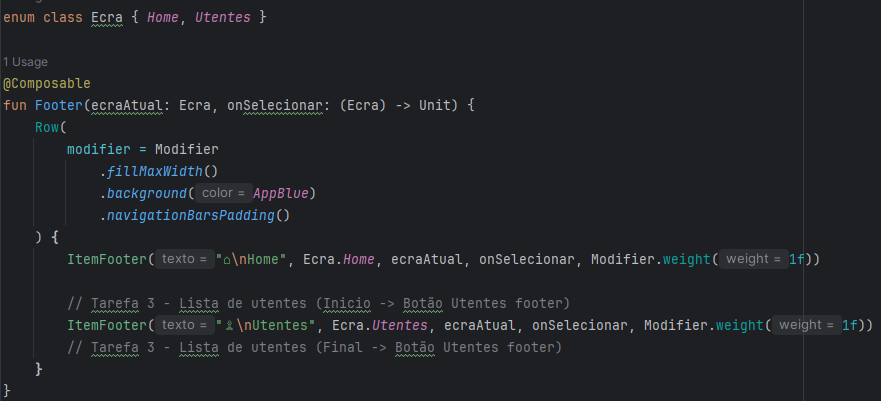 enum class Ecra { Home, Utentes }
1 Usage
@Composable
fun Footer(ecraAtual: Ecra, onSelecionar: (Ecra) -> Unit) {
Row(
modifier = Modifier
.fillMaxWidth()
.background( color = AppBlue)
.navigationBarsPadding()
) {
ItemFooter( texto = "⌂\nHome", Ecra.Home, ecraAtual, onSelecionar, Modifier.weight( weight = 1f))
// Tarefa 3 - Lista de utentes (Inicio -> Botão Utentes footer)
ItemFooter( texto = "♙\nUtentes", Ecra.Utentes, ecraAtual, onSelecionar, Modifier.weight( weight = 1f))
// Tarefa 3 - Lista de utentes (Final -> Botão Utentes footer)
}
}